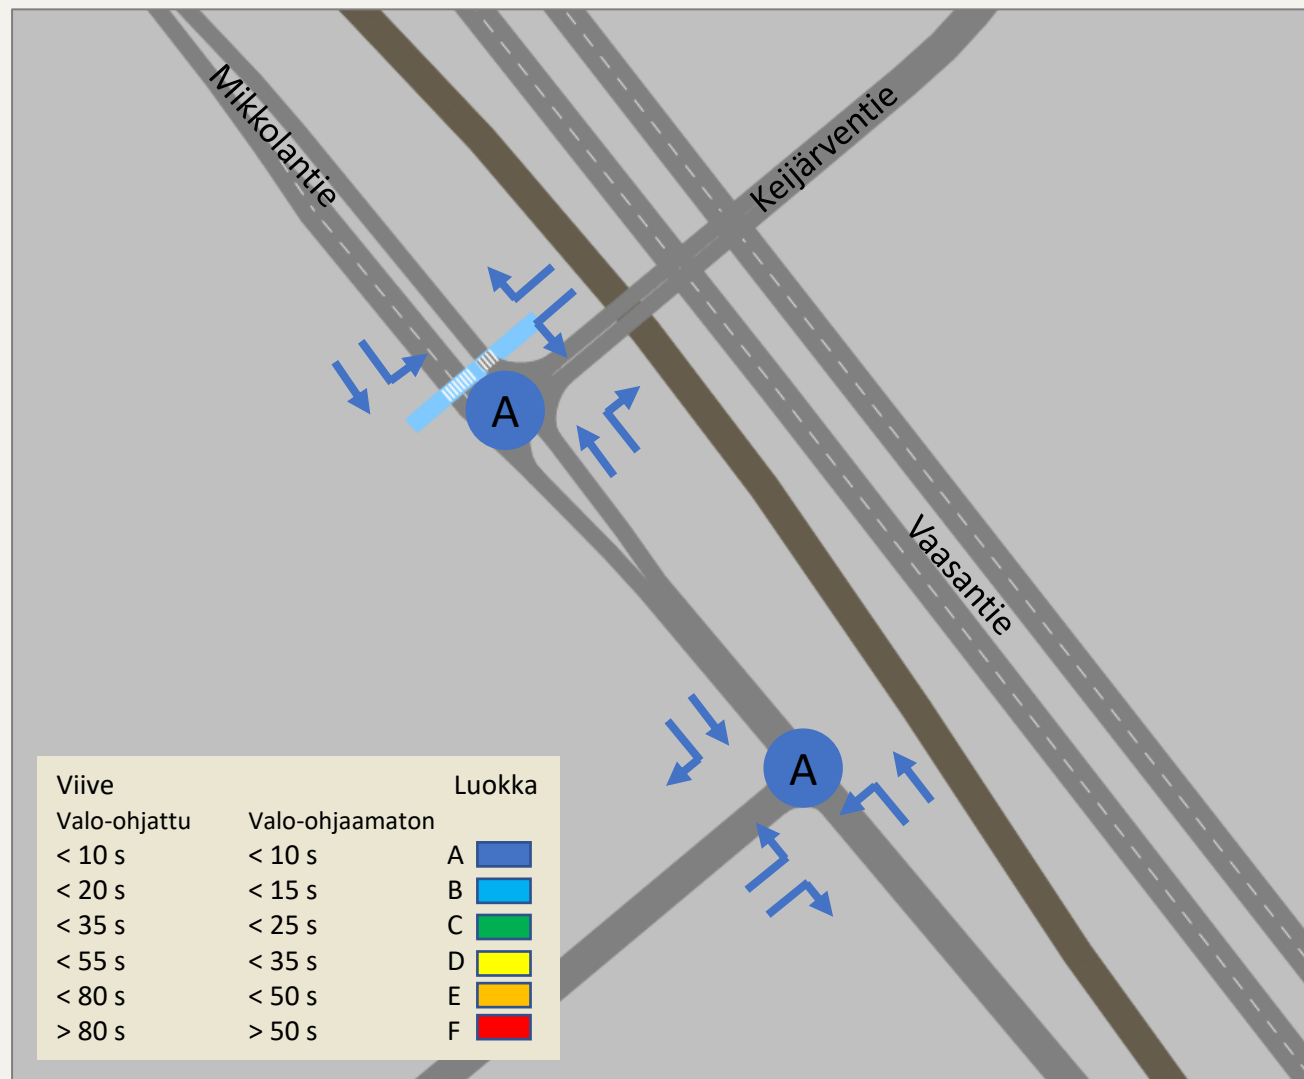 Mikkolantie
Keijärventie
A
Vaasantie
A
Viive Luokka
Valo-ohjattu Valo-ohjaamaton
< 10 s < 10 s A
< 20 s < 15 s B
< 35 s < 25 s C
< 55 s < 35 s D
< 80 s < 50 s E
> 80 s > 50 s F